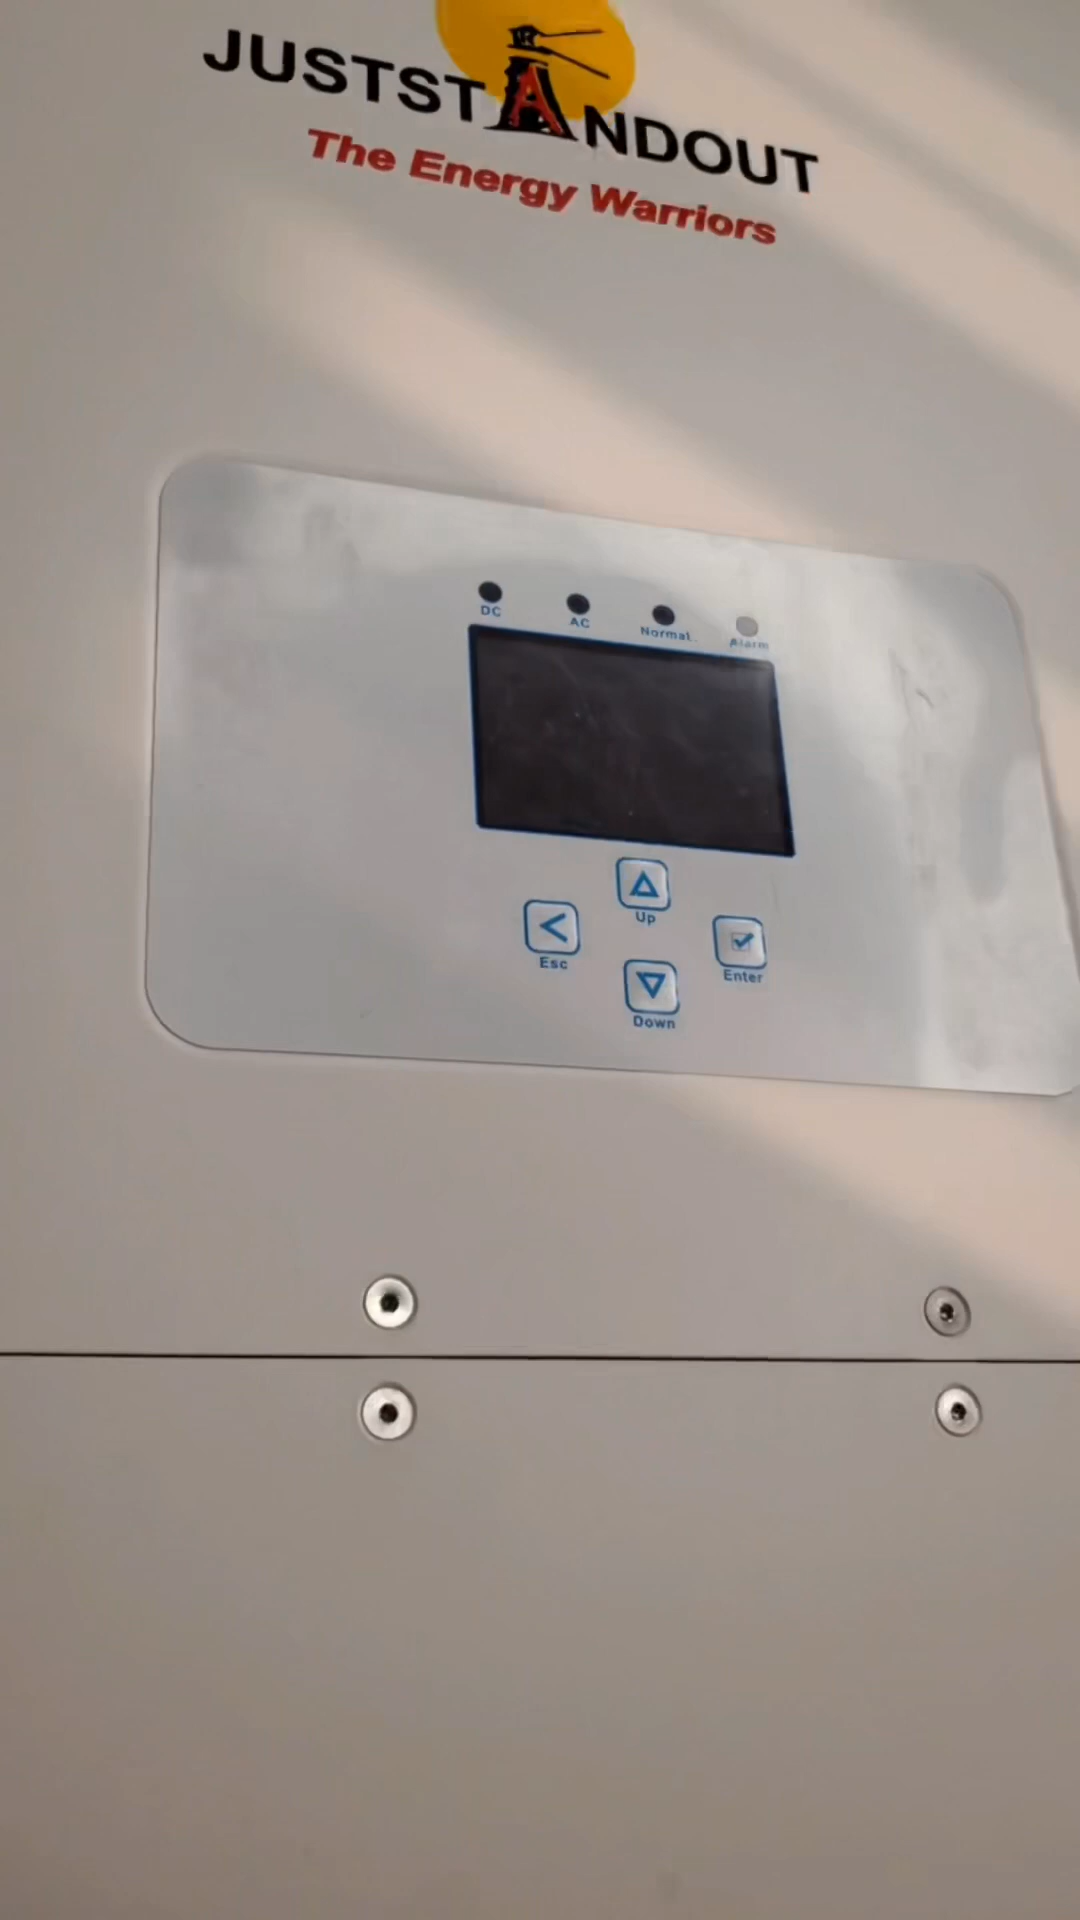 JUSTSTANDOUT
The Energy Warriors
DC
AC
Normal
Alarm
Up
Esc
Enter
Down